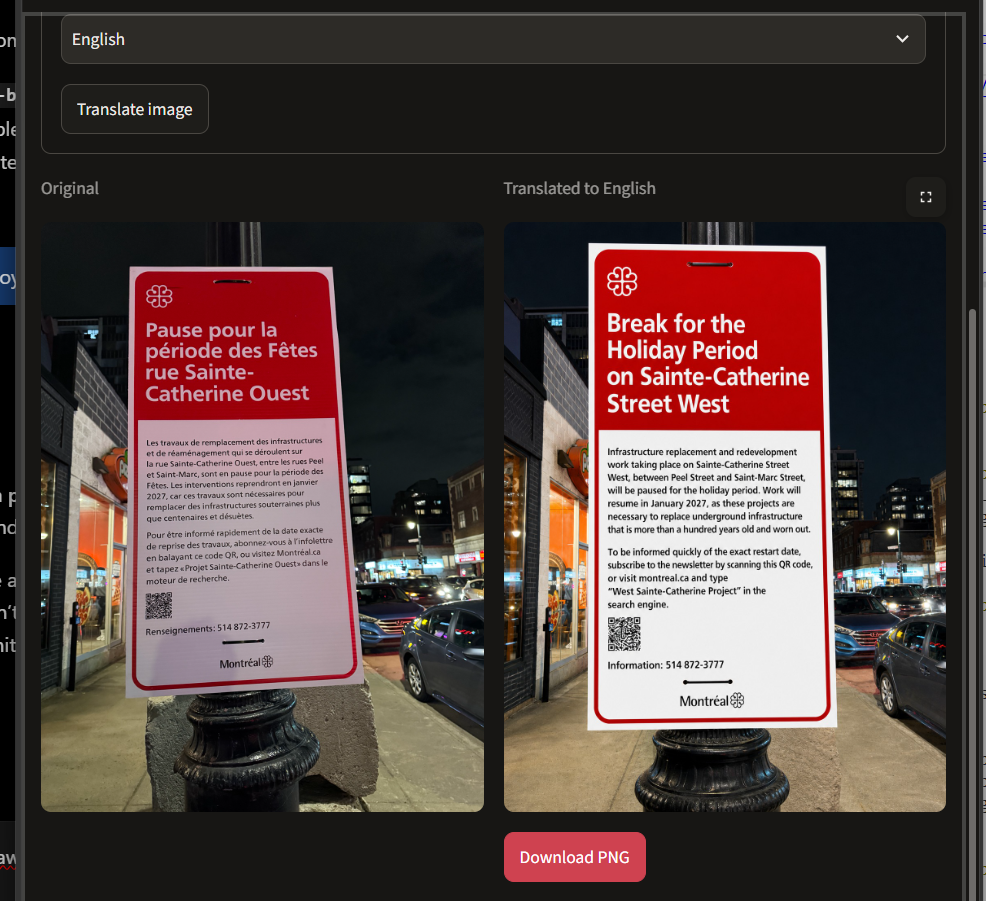 English
Translate image
Original
Pause pour la
période des Fêtes
rue Sainte-
Catherine Ouest
Les travaux de remplacement des infrastructures
et de réaménagement qui se déroulent sur
la rue Sainte-Catherine Ouest, entre les rues Peel
et Saint-Marc, sont en pause pour la période des
Fêtes. Les interventions reprendront en janvier
2027, car ces travaux sont nécessaires pour
remplacer des infrastructures souterraines plus
que centenaires et désuètes.
Pour être informé rapidement de la date exacte
de reprise des travaux, abonnez-vous à l'infolettre
en balayant ce code QR, ou visitez Montréal.ca
et tapez «Projet Sainte-Catherine Ouest» dans le
moteur de recherche.
Renseignements: 514 872-3777
Montréal
Translated to English
Break for the
Holiday Period
on Sainte-Catherine
Street West
Infrastructure replacement and redevelopment
work taking place on Sainte-Catherine Street
West, between Peel Street and Saint-Marc Street,
will be paused for the holiday period. Work will
resume in January 2027, as these projects are
necessary to replace underground infrastructure
that is more than a hundred years old and worn out.
To be informed quickly of the exact restart date,
subscribe to the newsletter by scanning this QR code,
or visit montreal.ca and type
“West Sainte-Catherine Project” in the
search engine.
Information: 514 872-3777
Montréal
Download PNG